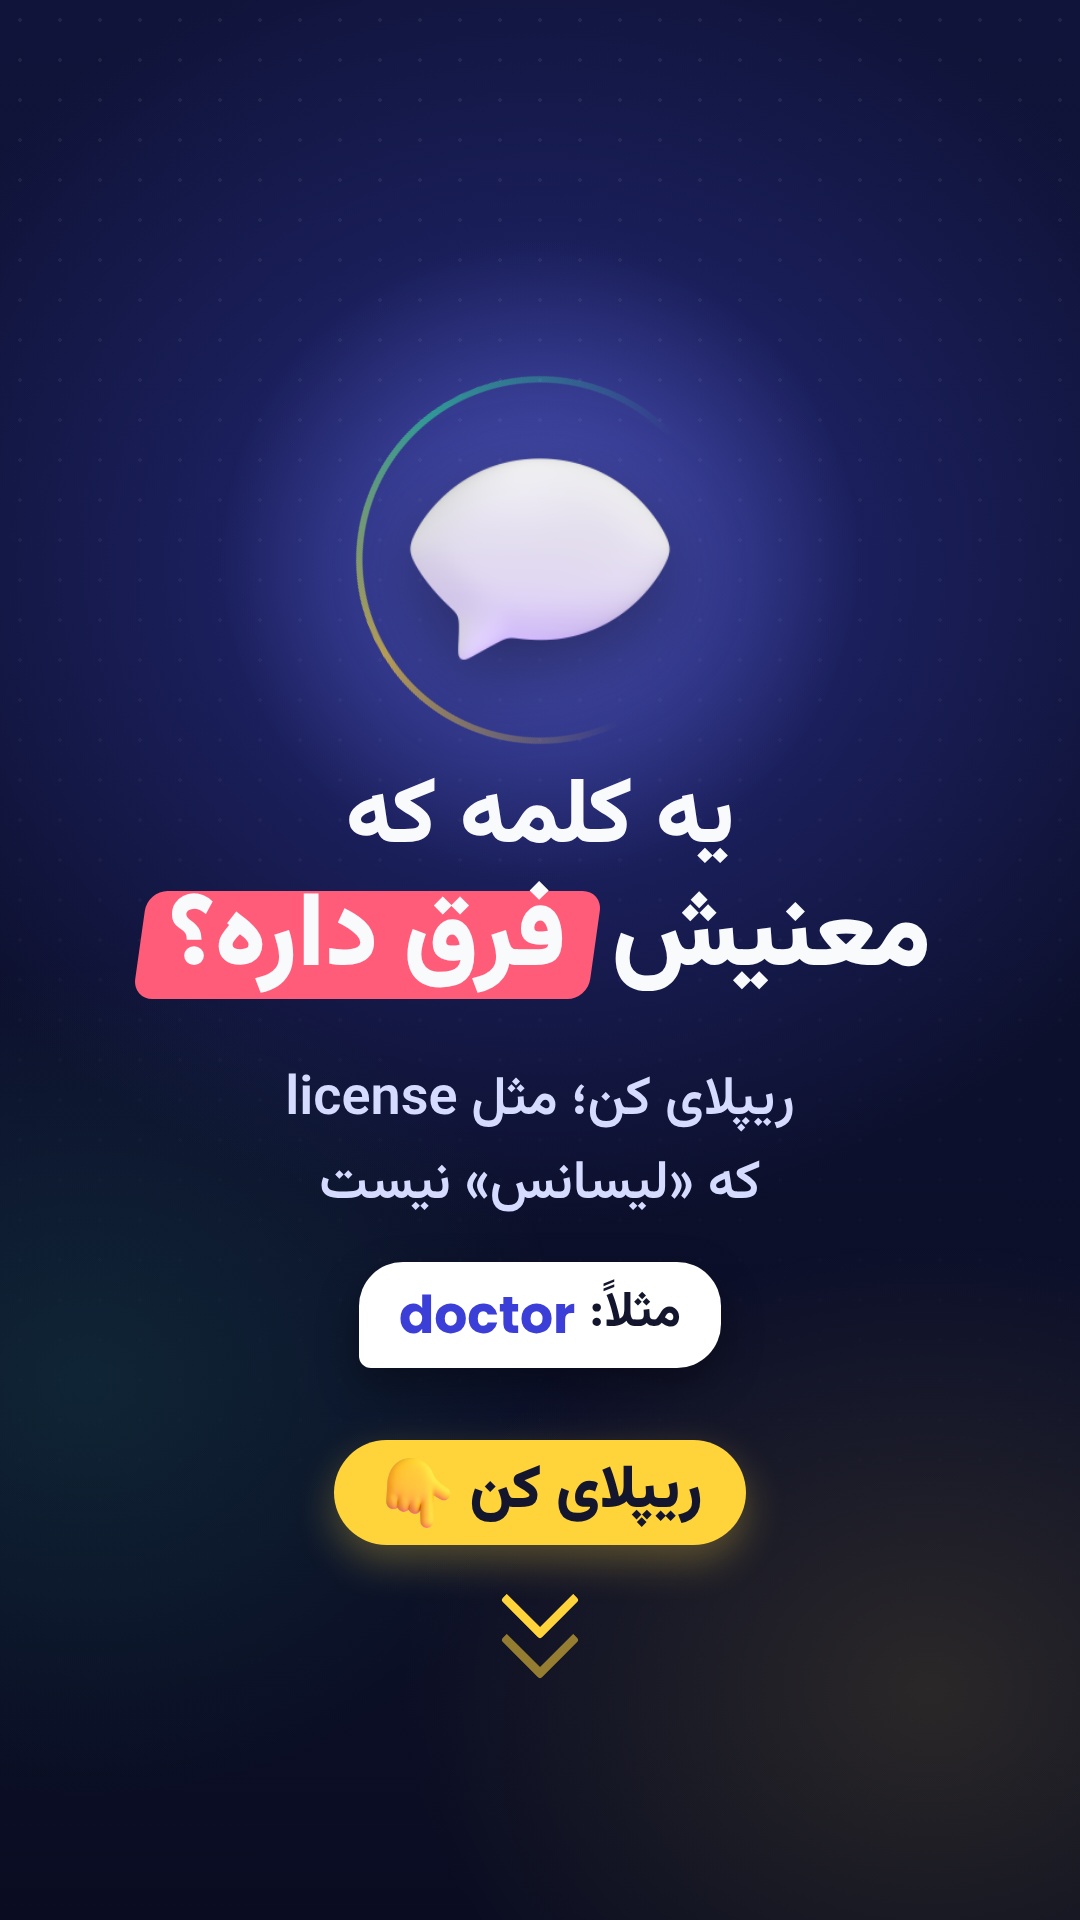 یه کلمه که
معنیش فرق داره؟
ریپلای کن؛ مثل license
که «لیسانس» نیست
مثلاً: doctor
ریپلای کن 👇